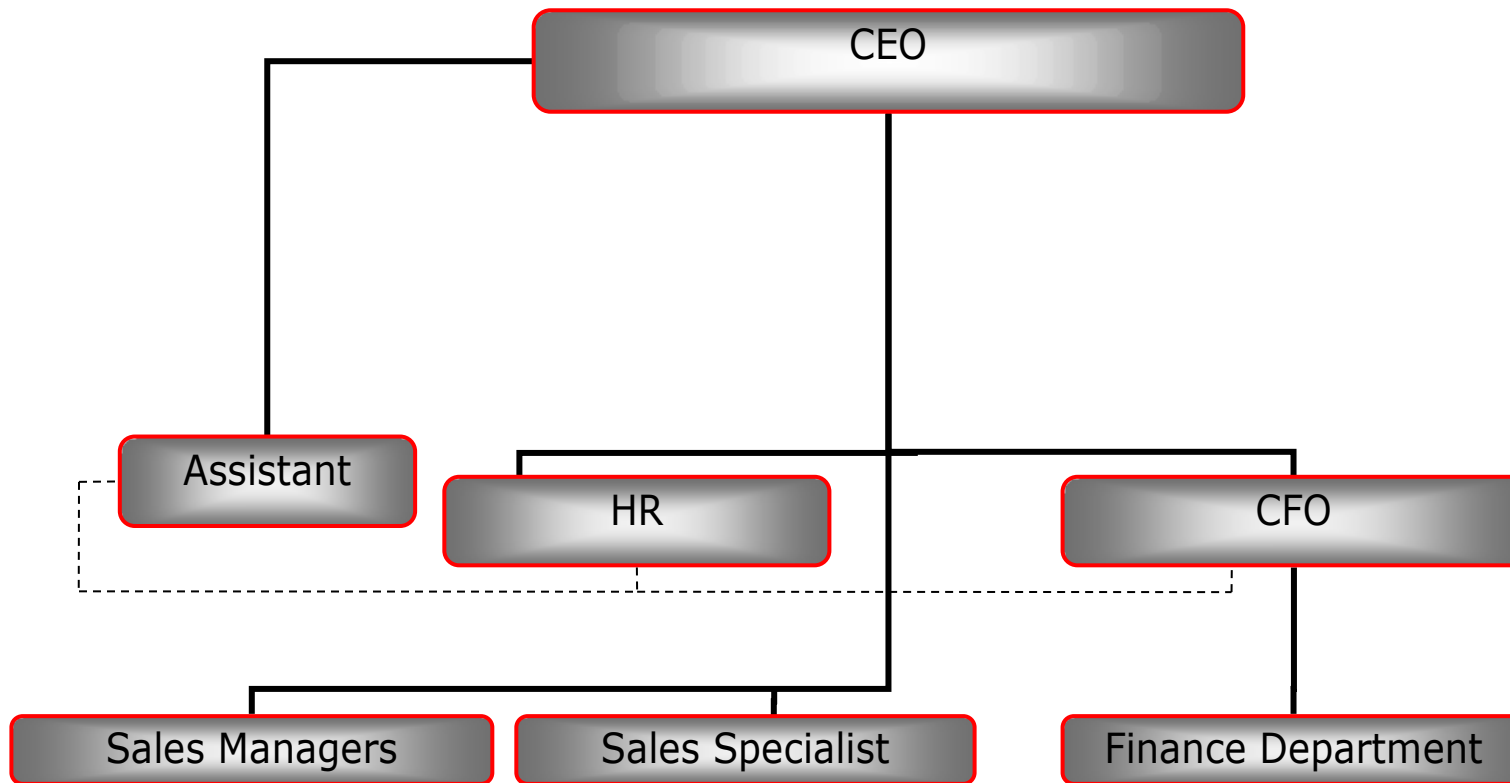 CEO
Assistant
HR
CFO
Sales Managers
Sales Specialist
Finance Department